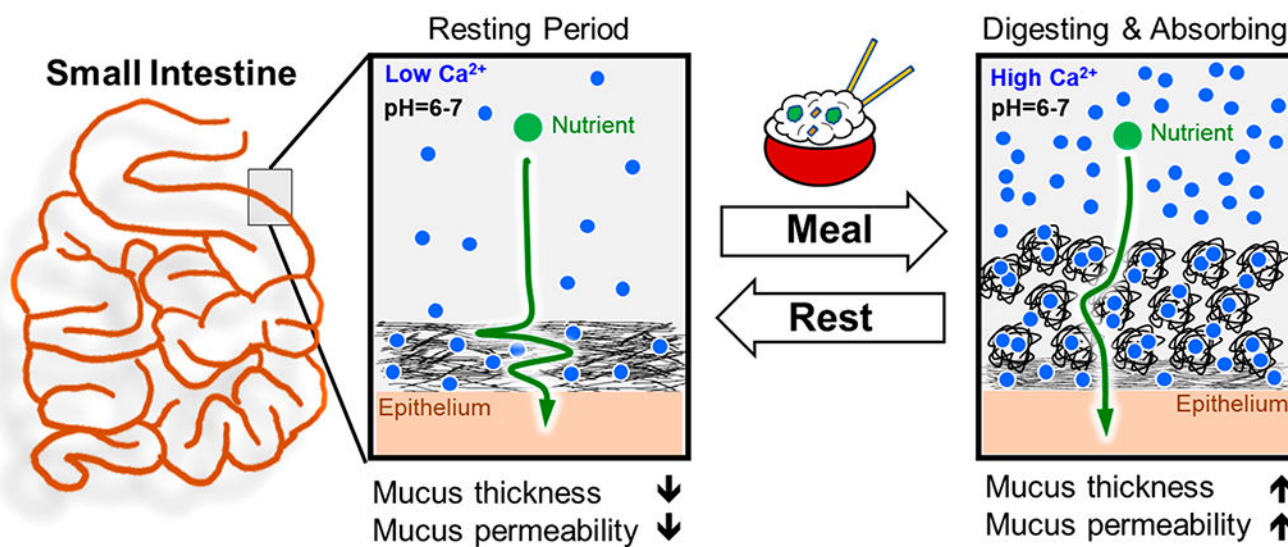 Small Intestine
Resting Period
Low Ca²⁺
pH=6-7
Nutrient
Epithelium
Mucus thickness ↓
Mucus permeability ↓
Meal
Rest
Digesting & Absorbing
High Ca²⁺
pH=6-7
Nutrient
Epithelium
Mucus thickness ↑
Mucus permeability ↑